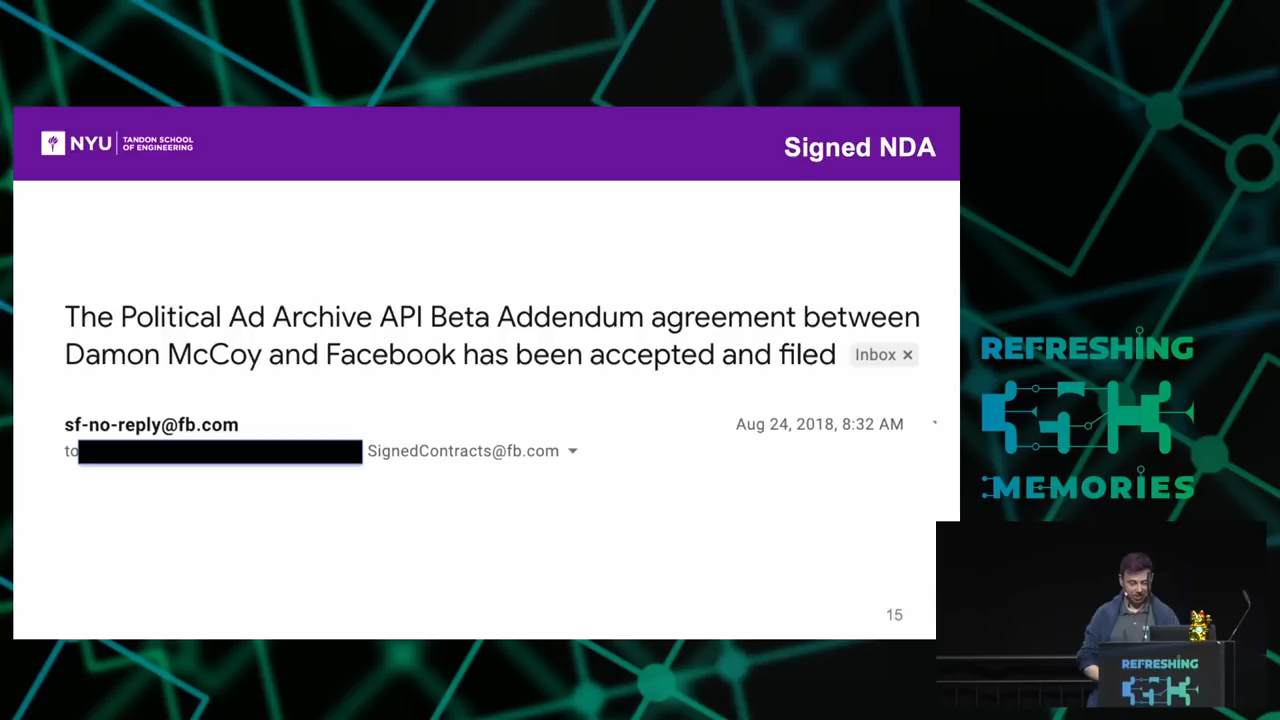 NYU TANDON SCHOOL
OF ENGINEERING
Signed NDA
The Political Ad Archive API Beta Addendum agreement between
Damon McCoy and Facebook has been accepted and filed Inbox ×
sf-no-reply@fb.com
Aug 24, 2018, 8:32 AM
to SignedContracts@fb.com
15
REFRESHING
MEMORIES
REFRESHING